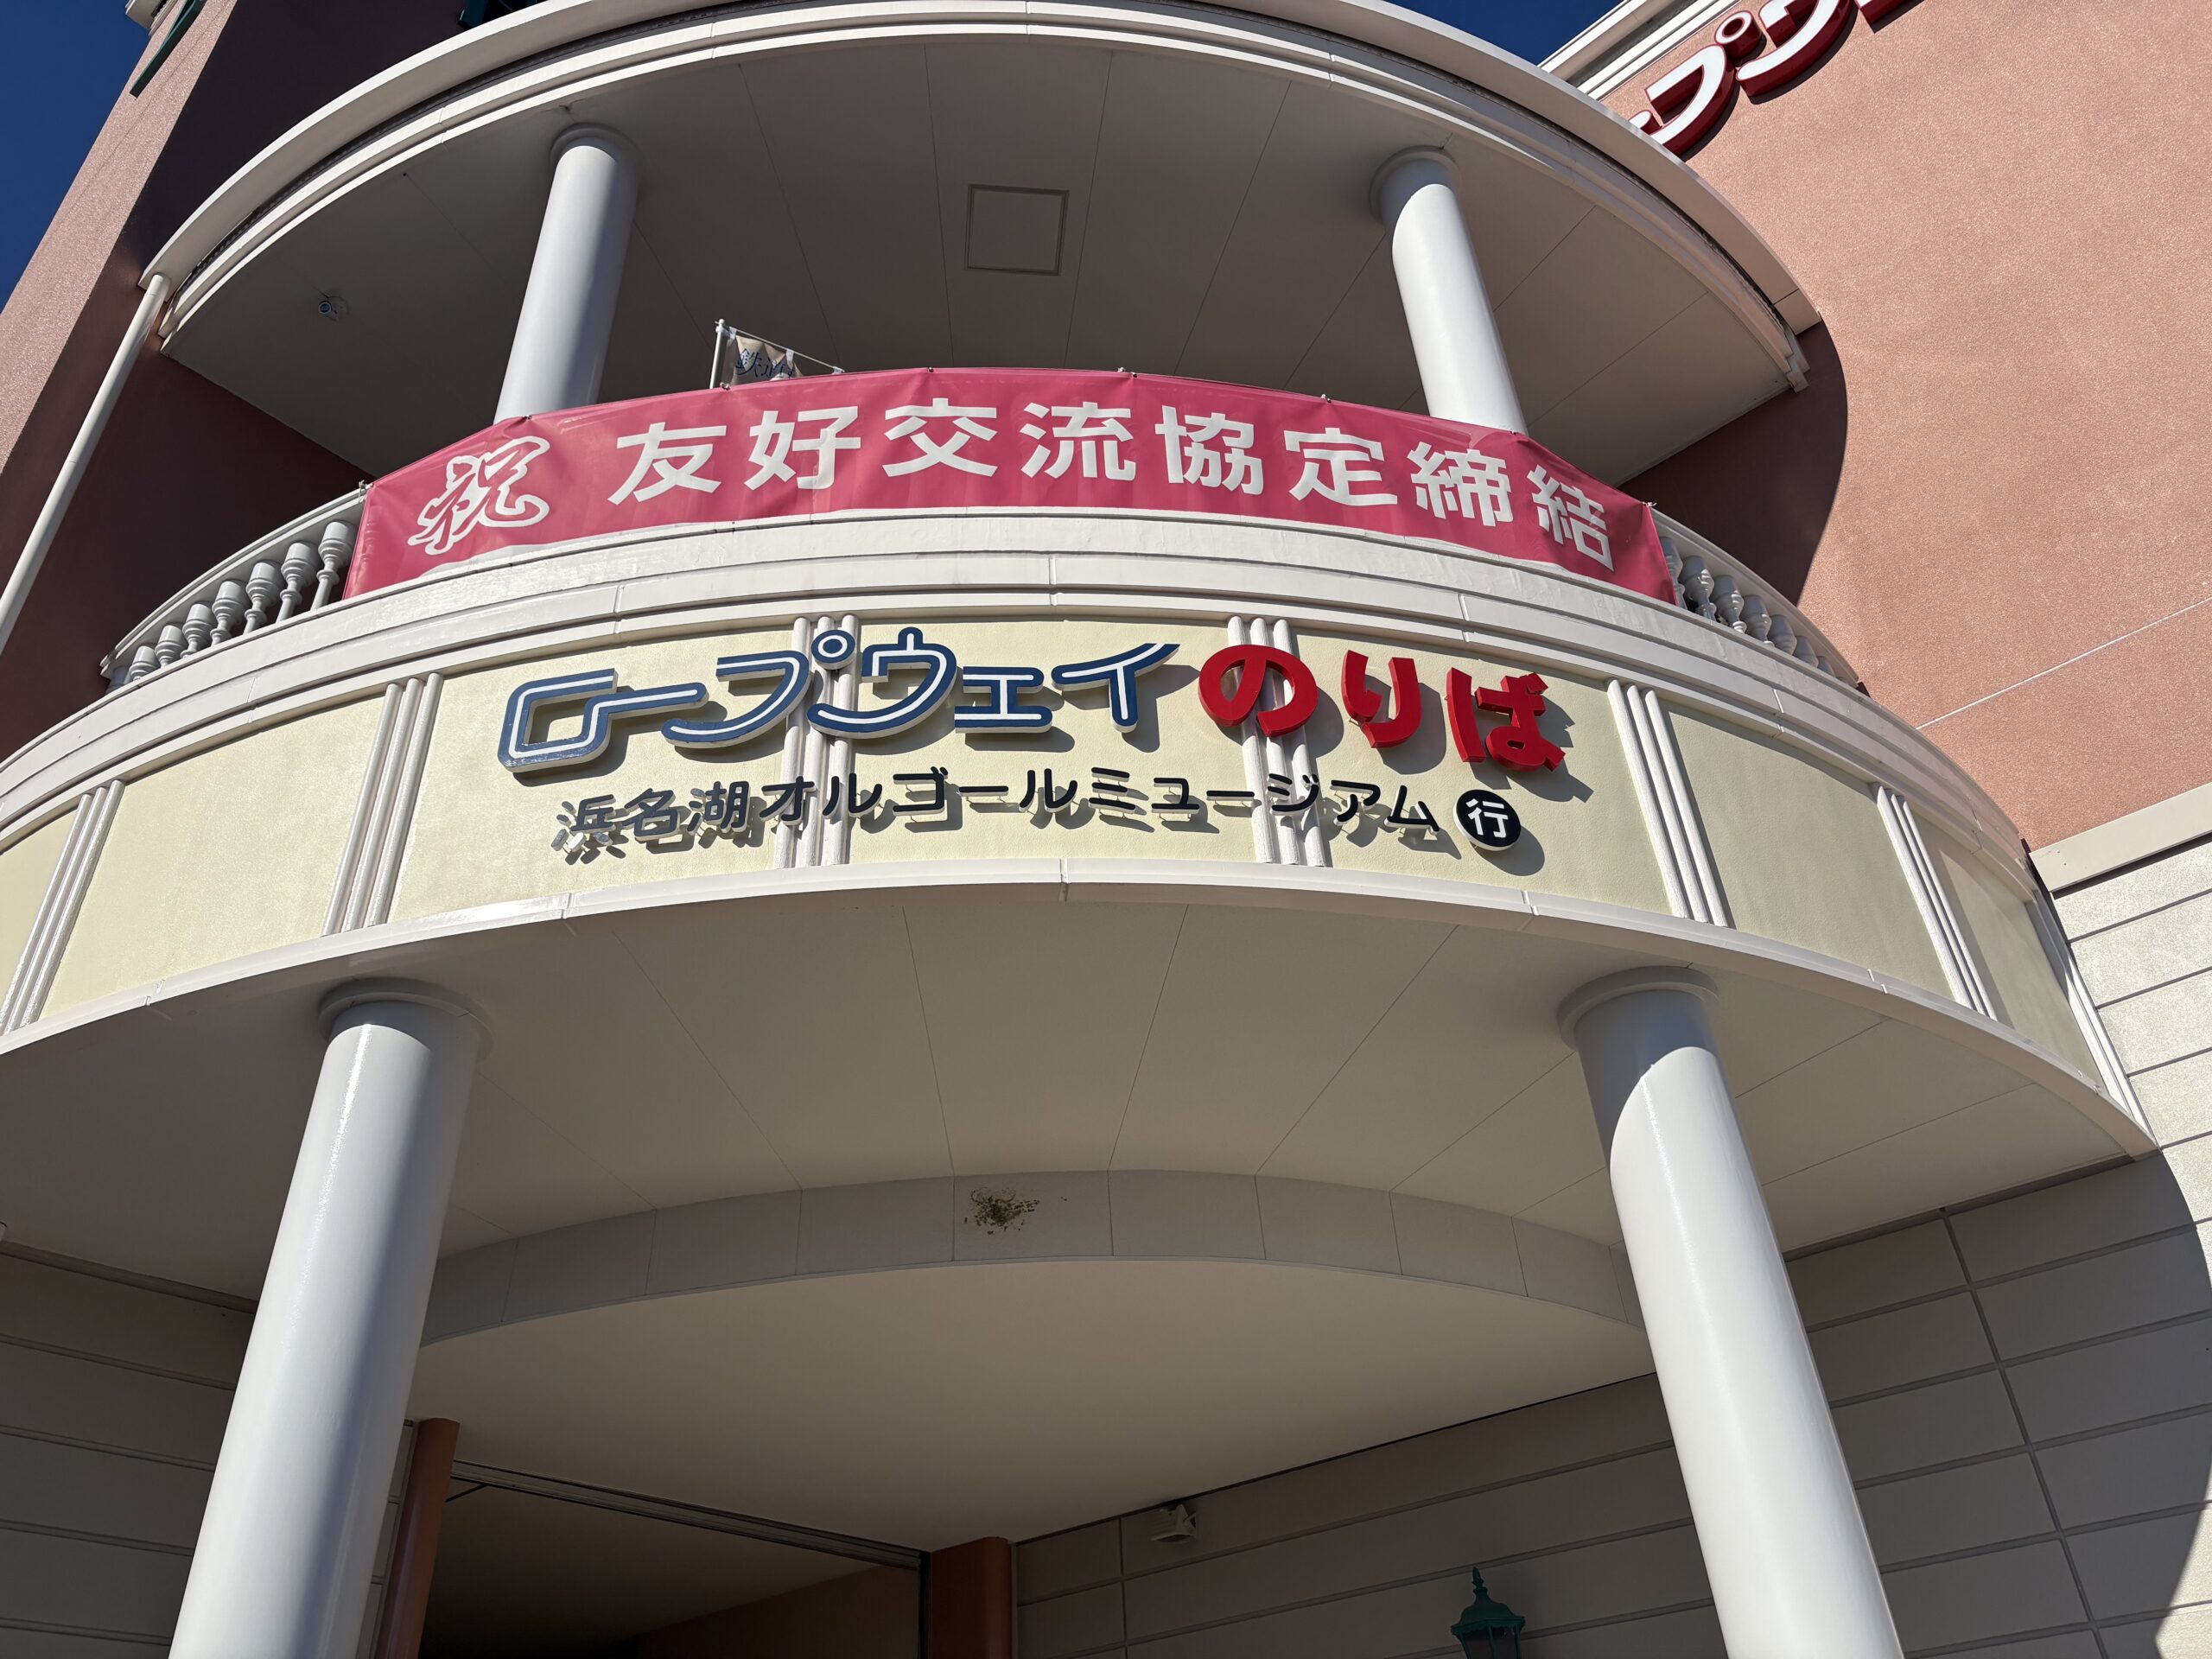 祝 友好交流協定締結
ロープウェイのりば
浜名湖オルゴールミュージアム 行